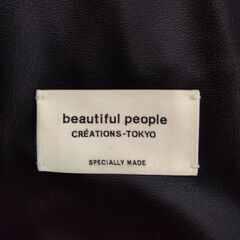 beautiful people
CRÉATIONS-TOKYO
SPECIALLY MADE